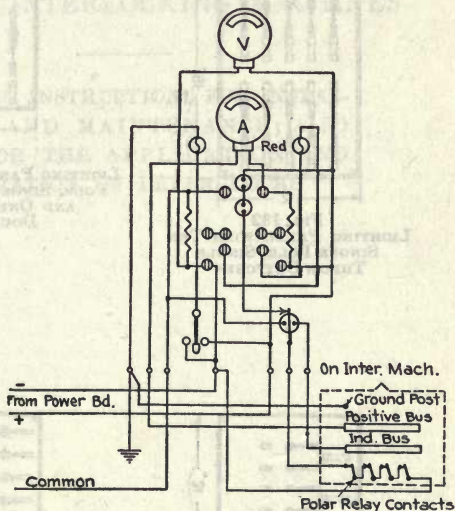 V
A
Red
On Inter. Mach.
−
From Power Bd.
+
Ground Post
Positive Bus
Ind. Bus
Common
Polar Relay Contacts